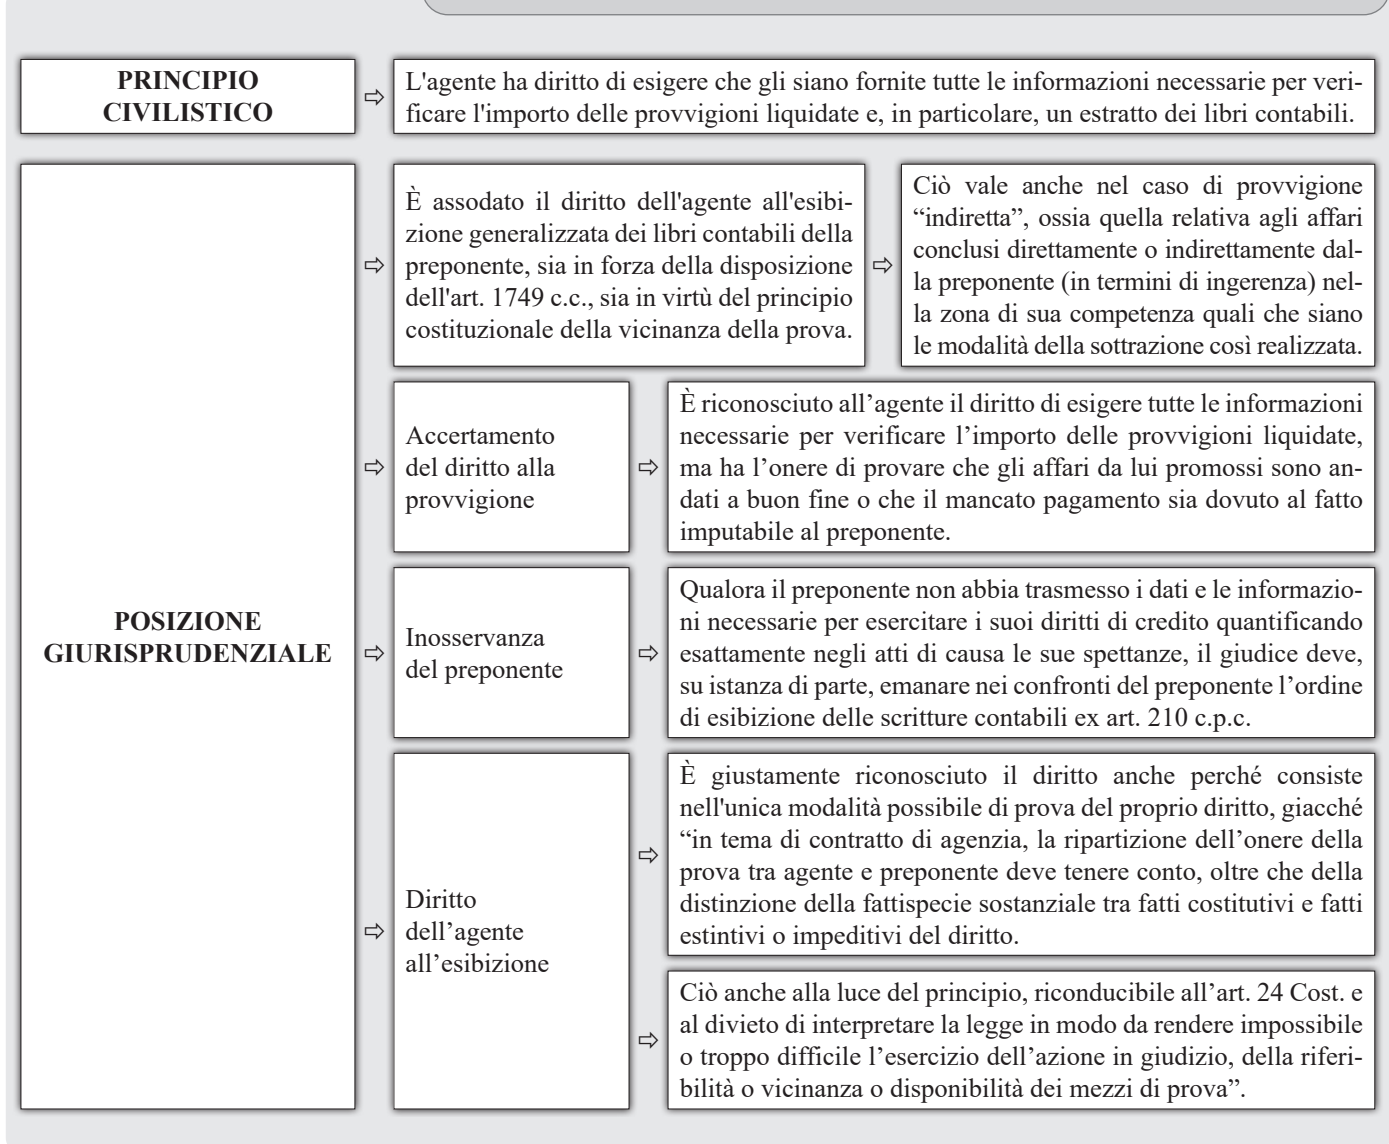 PRINCIPIO
CIVILISTICO
⇨
L'agente ha diritto di esigere che gli siano fornite tutte le informazioni necessarie per veri-
ficare l'importo delle provvigioni liquidate e, in particolare, un estratto dei libri contabili.
POSIZIONE
GIURISPRUDENZIALE
⇨
È assodato il diritto dell'agente all'esibi-
zione generalizzata dei libri contabili della
preponente, sia in forza della disposizione
dell'art. 1749 c.c., sia in virtù del principio
costituzionale della vicinanza della prova.
⇨
Ciò vale anche nel caso di provvigione
“indiretta”, ossia quella relativa agli affari
conclusi direttamente o indirettamente dal-
la preponente (in termini di ingerenza) nel-
la zona di sua competenza quali che siano
le modalità della sottrazione così realizzata.
⇨
Accertamento
del diritto alla
provvigione
⇨
È riconosciuto all’agente il diritto di esigere tutte le informazioni
necessarie per verificare l’importo delle provvigioni liquidate,
ma ha l’onere di provare che gli affari da lui promossi sono an-
dati a buon fine o che il mancato pagamento sia dovuto al fatto
imputabile al preponente.
⇨
Inosservanza
del preponente
⇨
Qualora il preponente non abbia trasmesso i dati e le informazio-
ni necessarie per esercitare i suoi diritti di credito quantificando
esattamente negli atti di causa le sue spettanze, il giudice deve,
su istanza di parte, emanare nei confronti del preponente l’ordine
di esibizione delle scritture contabili ex art. 210 c.p.c.
⇨
Diritto
dell’agente
all’esibizione
⇨
È giustamente riconosciuto il diritto anche perché consiste
nell'unica modalità possibile di prova del proprio diritto, giacché
“in tema di contratto di agenzia, la ripartizione dell’onere della
prova tra agente e preponente deve tenere conto, oltre che della
distinzione della fattispecie sostanziale tra fatti costitutivi e fatti
estintivi o impeditivi del diritto.
⇨
Ciò anche alla luce del principio, riconducibile all’art. 24 Cost. e
al divieto di interpretare la legge in modo da rendere impossibile
o troppo difficile l’esercizio dell’azione in giudizio, della riferi-
bilità o vicinanza o disponibilità dei mezzi di prova”.